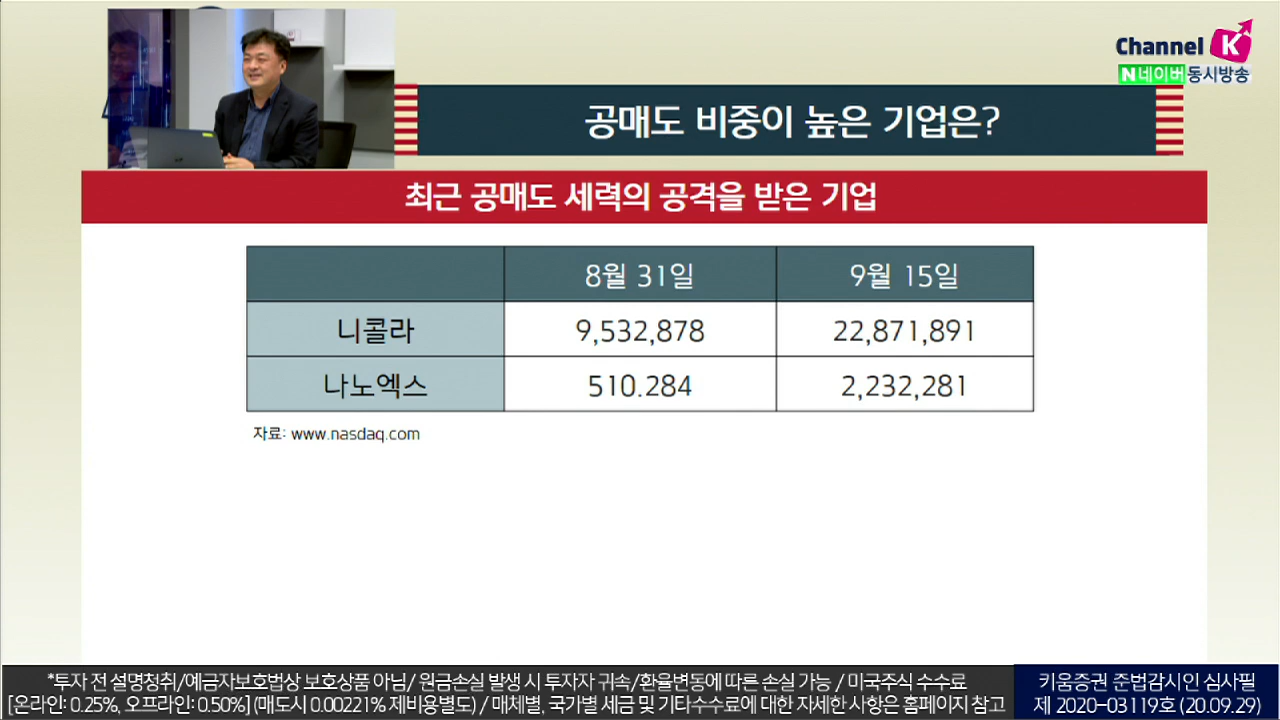 Channel K
N네이버 동시방송
공매도 비중이 높은 기업은?
최근 공매도 세력의 공격을 받은 기업
8월 31일 9월 15일
니콜라 9,532,878 22,871,891
나노엑스 510.284 2,232,281
자료: www.nasdaq.com
*투자 전 설명청취/예금자보호법상 보호상품 아님/ 원금손실 발생 시 투자자 귀속/환율변동에 따른 손실 가능 / 미국주식 수수료
[온라인: 0.25%, 오프라인: 0.50%] (매도시 0.00221% 제비용별도) / 매체별, 국가별 세금 및 기타수수료에 대한 자세한 사항은 홈페이지 참고
키움증권 준법감시인 심사필
제 2020-03119호 (20.09.29)